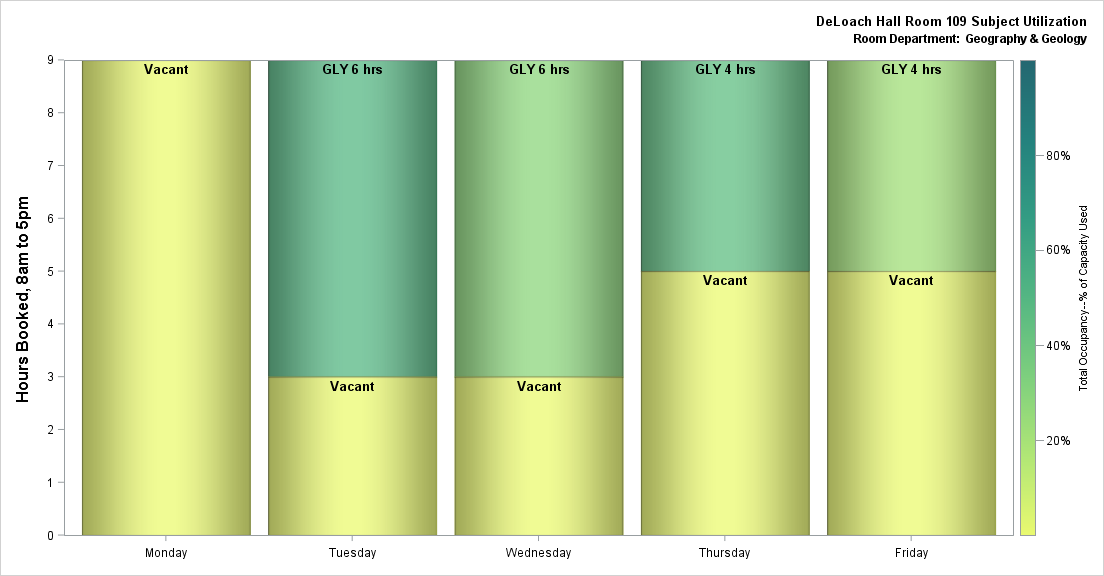 DeLoach Hall Room 109 Subject Utilization
Room Department: Geography & Geology
Hours Booked, 8am to 5pm
9
8
7
6
5
4
3
2
1
0
Vacant
GLY 6 hrs
GLY 6 hrs
GLY 4 hrs
GLY 4 hrs
Vacant
Vacant
Vacant
Vacant
Monday
Tuesday
Wednesday
Thursday
Friday
80%
60%
40%
20%
Total Occupancy--% of Capacity Used